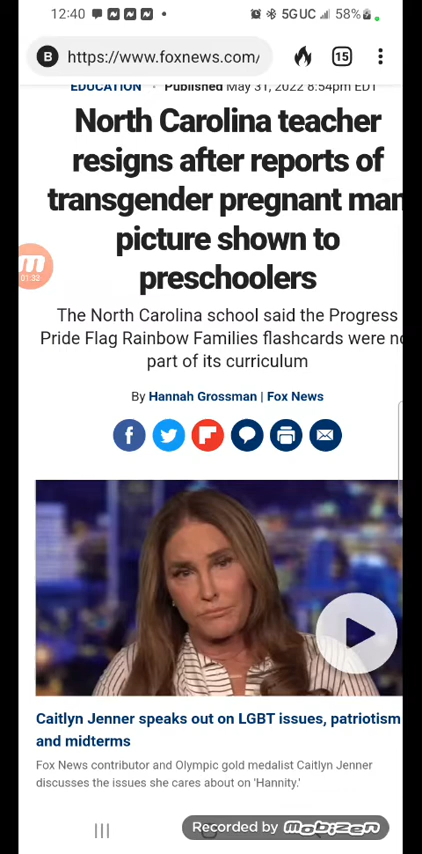 12:40
5GUC 58%
B https://www.foxnews.com/ 15
EDUCATION · Published May 31, 2022 8:54pm EDT
North Carolina teacher
resigns after reports of
transgender pregnant man
picture shown to
preschoolers
m
01:33
The North Carolina school said the Progress
Pride Flag Rainbow Families flashcards were no
part of its curriculum
By Hannah Grossman | Fox News
f
Caitlyn Jenner speaks out on LGBT issues, patriotism
and midterms
Fox News contributor and Olympic gold medalist Caitlyn Jenner
discusses the issues she cares about on 'Hannity.'
Recorded by mobizen